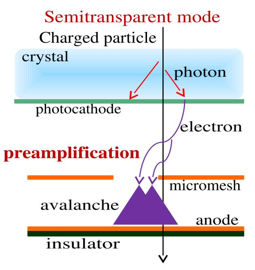 Semitransparent mode
Charged particle
crystal
photon
photocathode
electron
preamplification
micromesh
avalanche
anode
insulator